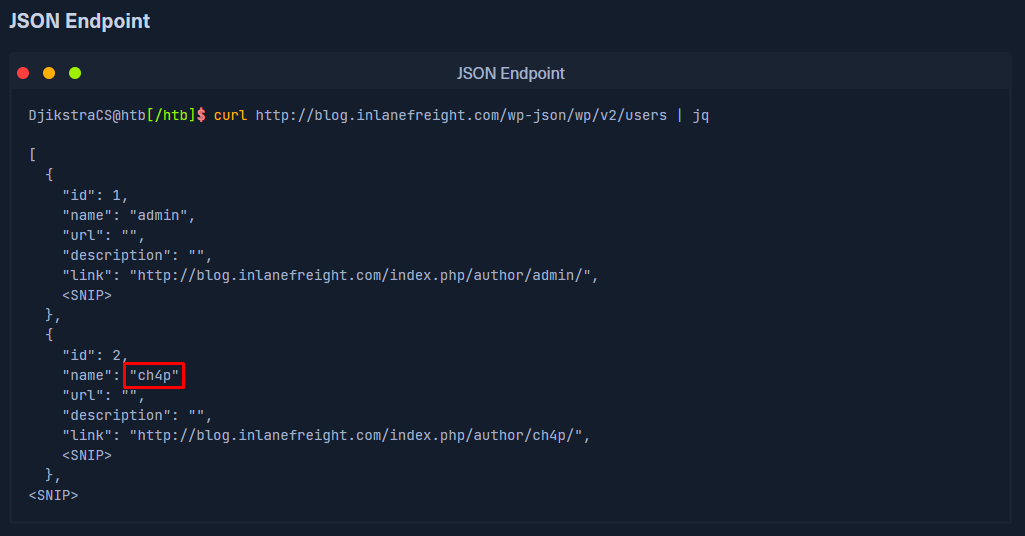 JSON Endpoint
JSON Endpoint
DjikstraCS@htb[/htb]$ curl http://blog.inlanefreight.com/wp-json/wp/v2/users | jq
[
  {
    "id": 1,
    "name": "admin",
    "url": "",
    "description": "",
    "link": "http://blog.inlanefreight.com/index.php/author/admin/",
    <SNIP>
  },
  {
    "id": 2,
    "name": "ch4p"
    "url": "",
    "description": "",
    "link": "http://blog.inlanefreight.com/index.php/author/ch4p/",
    <SNIP>
  },
<SNIP>